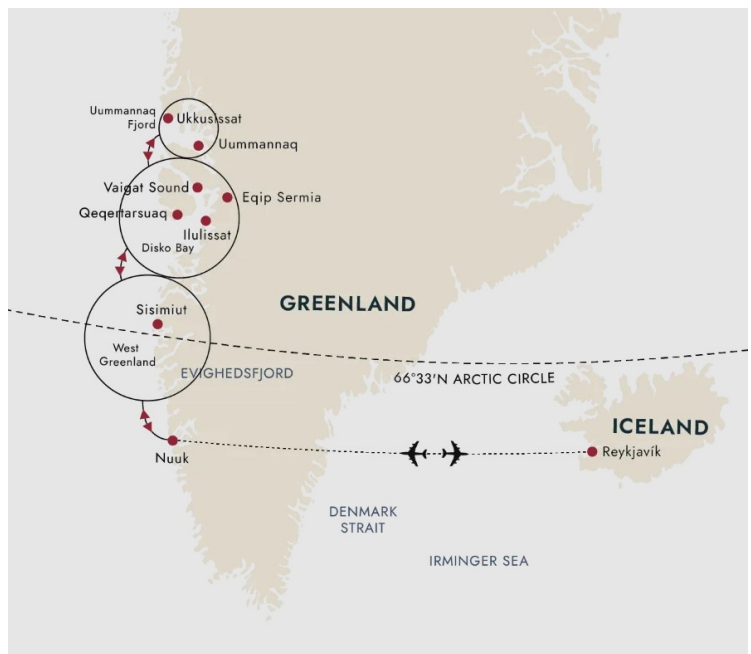 Uummannaq
Fjord
Ukkusissat
Uummannaq
Vaigat Sound
Eqip Sermia
Qeqertarsuaq
Ilulissat
Disko Bay
GREENLAND
Sisimiut
West
Greenland
EVIGHEDSFJORD
66°33'N ARCTIC CIRCLE
ICELAND
Reykjavík
Nuuk
DENMARK
STRAIT
IRMINGER SEA